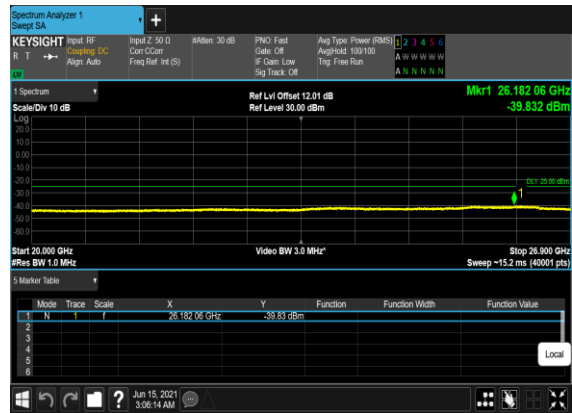 Spectrum Analyzer 1
Swept SA
KEYSIGHT Input: RF Input Z: 50 Ω #Atten: 30 dB PNO: Fast Avg Type: Power (RMS) 1 2 3 4 5 6
R T Coupling: DC Corr CCorr Gate: Off Avg|Hold: 100/100 A W W W W W
Align: Auto Freq Ref: Int (S) IF Gain: Low Trig: Free Run
LW Sig Track: Off A N N N N N
1 Spectrum Ref Lvl Offset 12.01 dB Mkr1 26.182 06 GHz
Scale/Div 10 dB Ref Level 30.00 dBm -39.832 dBm
Log
20.0
10.0
0.00
-10.0
-20.0
DL1 -25.00 dBm
-30.0
1
-40.0
-50.0
-60.0
Start 20.000 GHz Video BW 3.0 MHz* Stop 26.900 GHz
#Res BW 1.0 MHz Sweep ~15.2 ms (40001 pts)
5 Marker Table
Mode Trace Scale X Y Function Function Width Function Value
1 N 1 f 26.182 06 GHz -39.83 dBm
2
3
4
5
6
Local
? Jun 15, 2021
3:06:14 AM